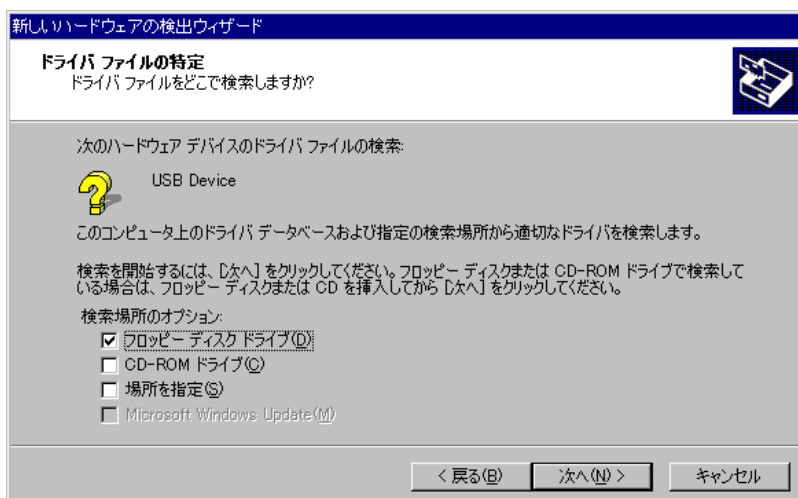 新しいハードウェアの検出ウィザード
ドライバ ファイルの特定
ドライバ ファイルをどこで検索しますか?
次のハードウェア デバイスのドライバ ファイルの検索:
USB Device
このコンピュータ上のドライバ データベースおよび指定の検索場所から適切なドライバを検索します。
検索を開始するには、[次へ] をクリックしてください。フロッピー ディスクまたは CD-ROM ドライブで検索して
いる場合は、フロッピー ディスクまたは CD を挿入してから [次へ] をクリックしてください。
検索場所のオプション:
フロッピー ディスク ドライブ(D)
CD-ROM ドライブ(C)
場所を指定(S)
Microsoft Windows Update(M)
< 戻る(B) 次へ(N) > キャンセル